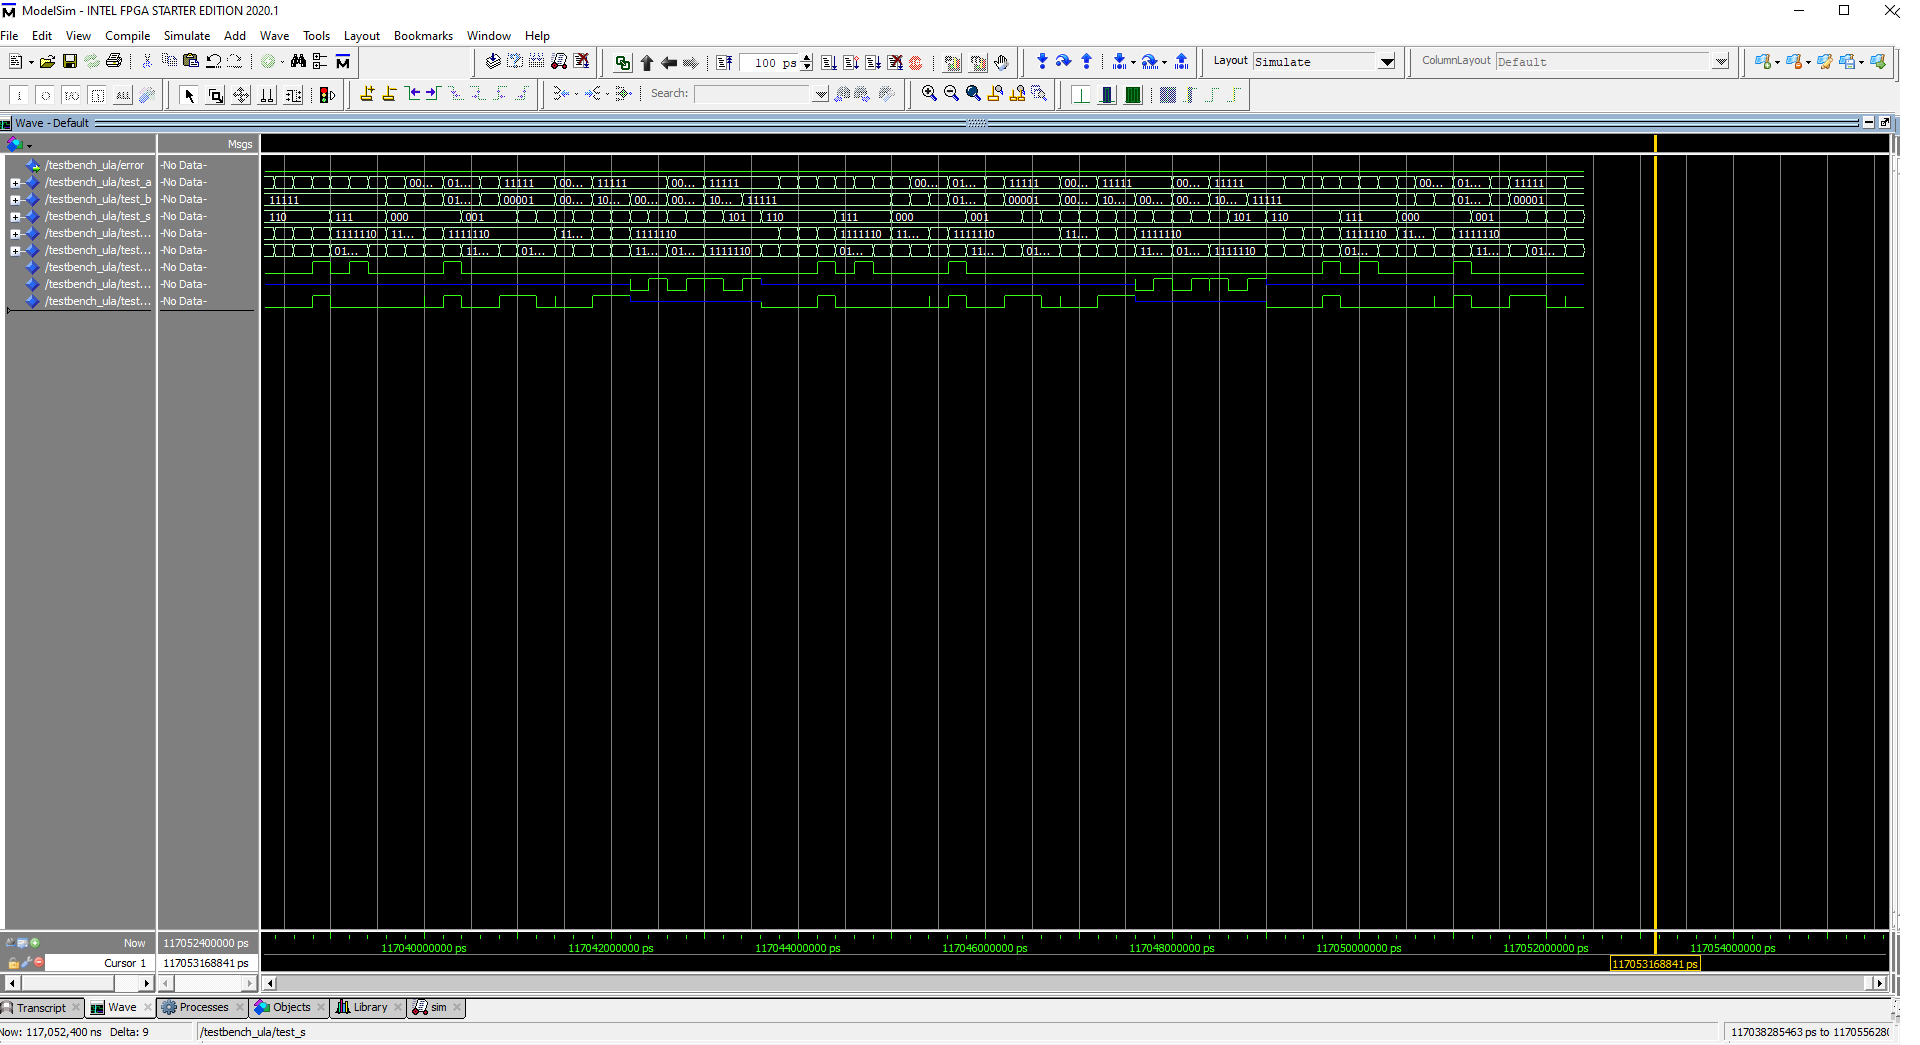 ModelSim - INTEL FPGA STARTER EDITION 2020.1
File Edit View Compile Simulate Add Wave Tools Layout Bookmarks Window Help
100 ps Layout Simulate ColumnLayout Default
ALL Search:
Wave - Default
Msgs
/testbench_ula/error -No Data-
/testbench_ula/test_a -No Data- 00... 01... 11111 00... 11111 00... 11111 00... 01... 11111 00... 11111 00... 11111 00... 01... 11111
/testbench_ula/test_b -No Data- 11111 01... 00001 00... 10... 00... 00... 10... 11111 01... 00001 00... 10... 00... 00... 10... 11111 01... 00001
/testbench_ula/test_s -No Data- 110 111 000 001 101 110 111 000 001 101 110 111 000 001
/testbench_ula/test... -No Data- 1111110 11... 1111110 11... 1111110 1111110 11... 1111110 11... 1111110 1111110 11... 1111110
/testbench_ula/test... -No Data- 01... 11... 01... 11... 01... 1111110 01... 11... 01... 11... 01... 1111110 01... 11... 01...
/testbench_ula/test... -No Data-
/testbench_ula/test... -No Data-
/testbench_ula/test... -No Data-
Now 117052400000 ps 117040000000 ps 117042000000 ps 117044000000 ps 117046000000 ps 117048000000 ps 117050000000 ps 117052000000 ps 117054000000 ps
Cursor 1 117053168841 ps 117053168841 ps
Transcript Wave Processes Objects Library sim
Now: 117,052,400 ns Delta: 9 /testbench_ula/test_s 117038285463 ps to 1170556280